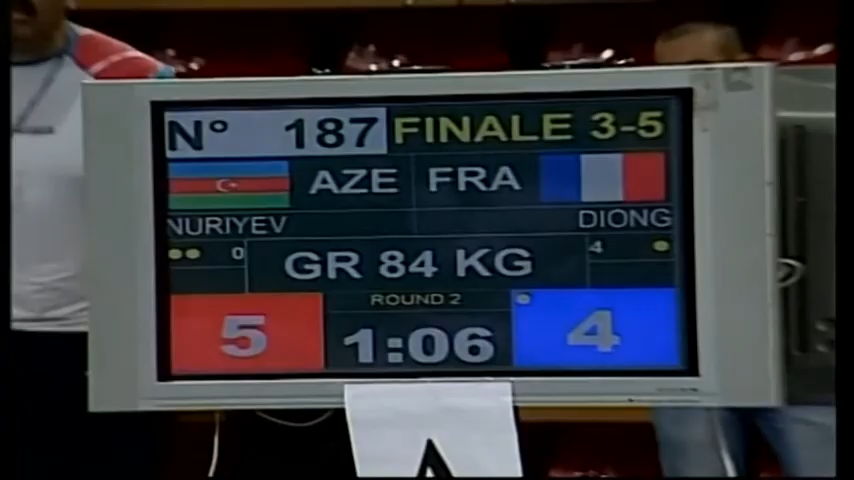 N° 187 FINALE 3-5
AZE FRA
NURIYEV DIONG
0 GR 84 KG 4
ROUND 2
5 1:06 4
A